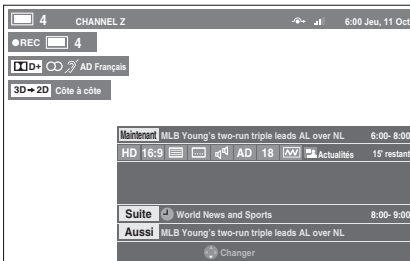 4 CHANNEL Z 6:00 Jeu, 11 Oct
REC 4
DD+ AD Français
3D→2D Côte à côte
Maintenant MLB Young's two-run triple leads AL over NL 6:00- 8:00
HD 16:9 AD 18 Actualités 15' restant
Suite World News and Sports 8:00- 9:00
Aussi MLB Young's two-run triple leads AL over NL
Changer